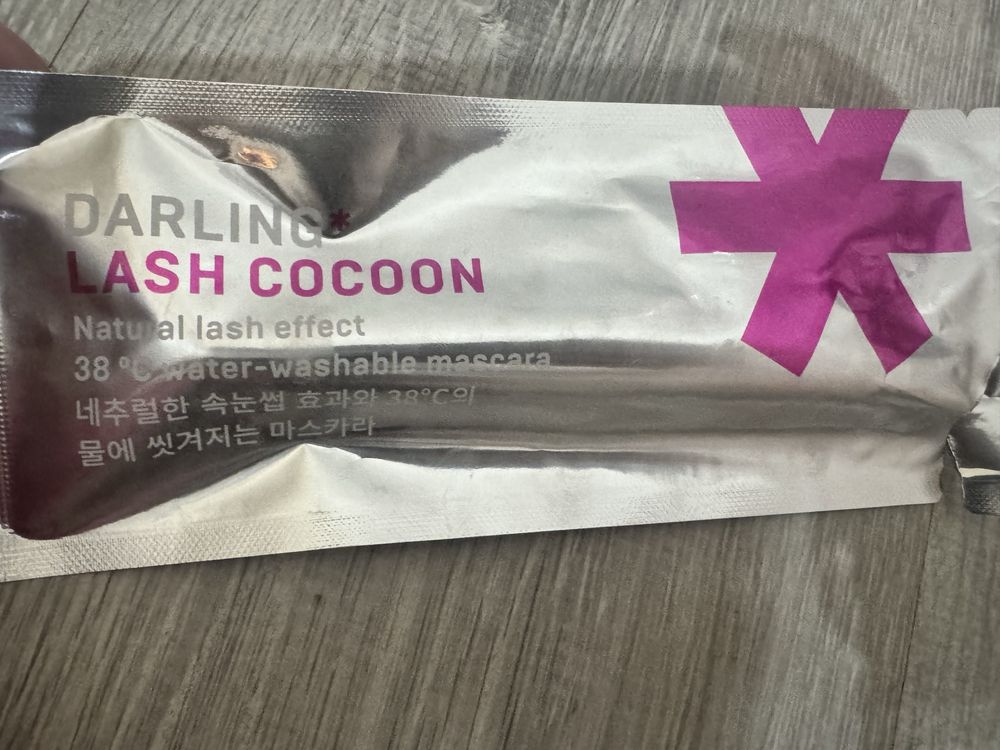 DARLING*
LASH COCOON
Natural lash effect
38 °C water-washable mascara
네추럴한 속눈썹 효과와 38°C의
물에 씻겨지는 마스카라